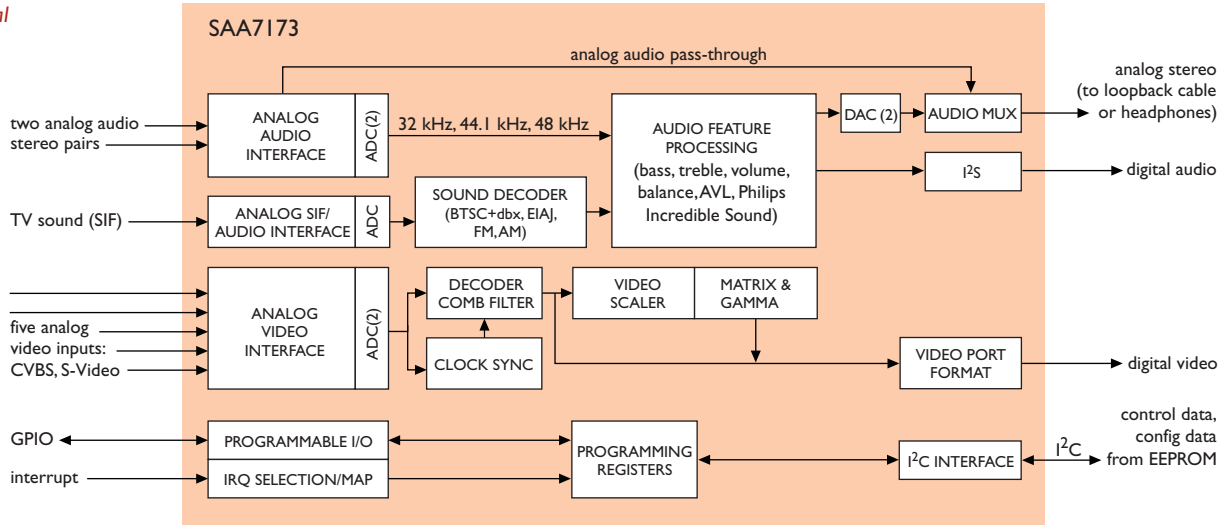 al
SAA7173
analog audio pass-through
two analog audio
stereo pairs
ANALOG
AUDIO
INTERFACE
ADC(2)
32 kHz, 44.1 kHz, 48 kHz
AUDIO FEATURE
PROCESSING
(bass, treble, volume,
balance, AVL, Philips
Incredible Sound)
DAC (2)
AUDIO MUX
analog stereo
(to loopback cable
or headphones)
I²S
digital audio
TV sound (SIF)
ANALOG SIF/
AUDIO INTERFACE
ADC
SOUND DECODER
(BTSC+dbx, EIAJ,
FM, AM)
five analog
video inputs:
CVBS, S-Video
ANALOG
VIDEO
INTERFACE
ADC(2)
DECODER
COMB FILTER
CLOCK SYNC
VIDEO
SCALER
MATRIX &
GAMMA
VIDEO PORT
FORMAT
digital video
GPIO
PROGRAMMABLE I/O
interrupt
IRQ SELECTION/MAP
PROGRAMMING
REGISTERS
I²C INTERFACE
I²C
control data,
config data
from EEPROM